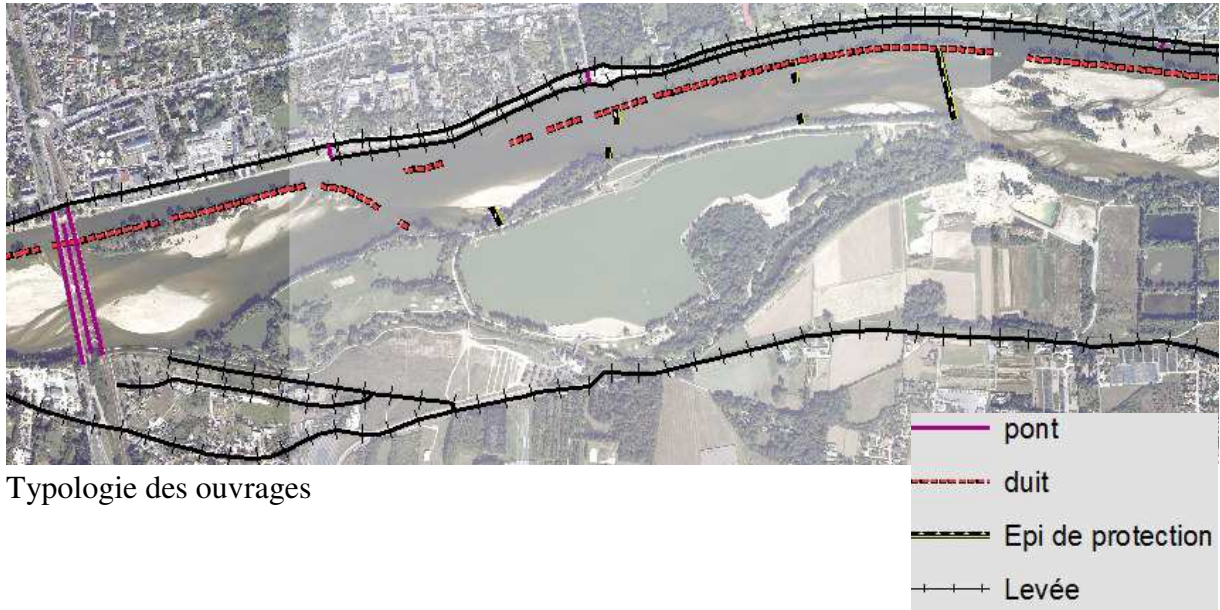 Typologie des ouvrages
pont
duit
Epi de protection
Levée